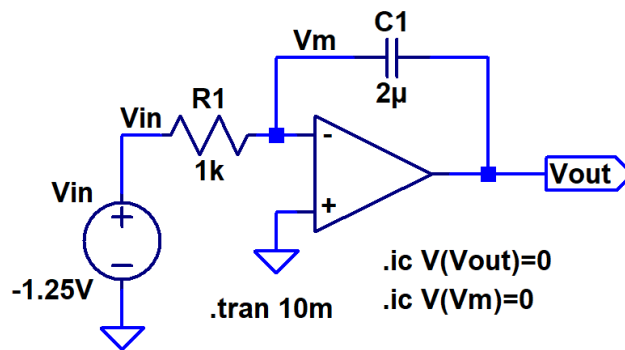 C1
Vm
2µ
R1
Vin
1k
-
+
Vout
Vin
+
-1.25V
.tran 10m
.ic V(Vout)=0
.ic V(Vm)=0